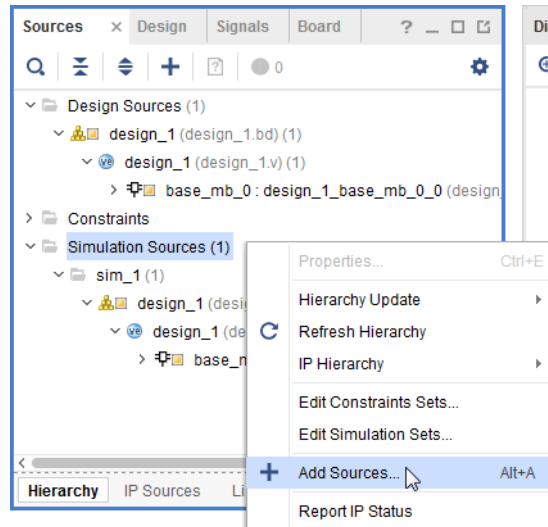 Sources × Design Signals Board ? Di
? 0
Design Sources (1)
design_1 (design_1.bd) (1)
design_1 (design_1.v) (1)
base_mb_0 : design_1_base_mb_0_0 (design_
Constraints
Simulation Sources (1)
Properties... Ctrl+E
sim_1 (1)
Hierarchy Update
design_1 (desi
Refresh Hierarchy
design_1 (de
IP Hierarchy
base_n
Edit Constraints Sets...
Edit Simulation Sets...
Add Sources... Alt+A
Hierarchy IP Sources Li
Report IP Status